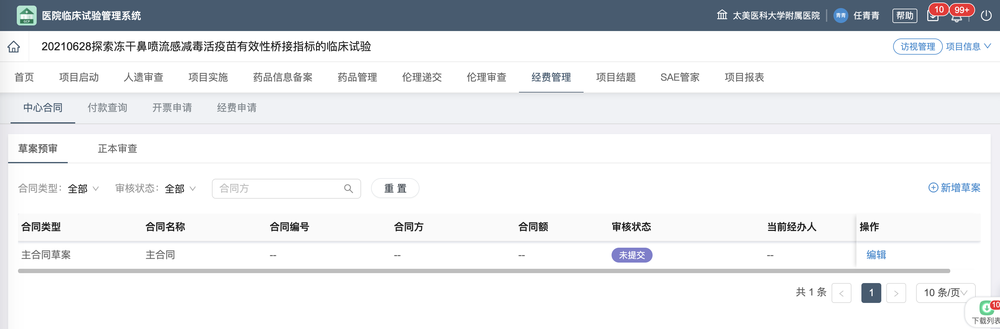 GCP
医院临床试验管理系统
太美医科大学附属医院
青青
任青青
帮助
10
99+
20210628探索冻干鼻喷流感减毒活疫苗有效性桥接指标的临床试验
访视管理
项目信息
首页 项目启动 人遗审查 项目实施 药品信息备案 药品管理 伦理递交 伦理审查 经费管理 项目结题 SAE管家 项目报表
中心合同 付款查询 开票申请 经费申请
草案预审 正本审查
合同类型: 全部 审核状态: 全部 合同方 重 置 新增草案
合同类型 合同名称 合同编号 合同方 合同额 审核状态 当前经办人 操作
主合同草案 主合同 -- -- -- 未提交 -- 编辑
共 1 条 < 1 > 10 条/页
10
下载列表